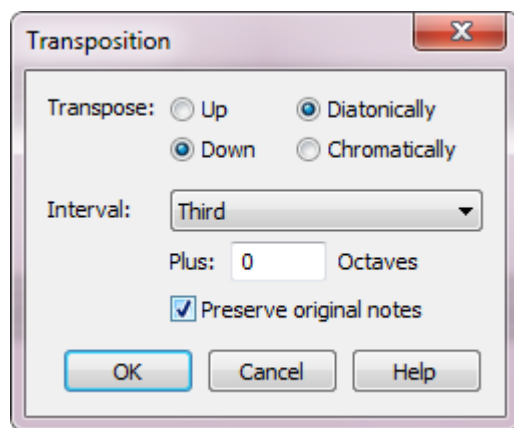 Transposition
Transpose: Up Diatonically
Down Chromatically
Interval: Third
Plus: 0 Octaves
Preserve original notes
OK Cancel Help